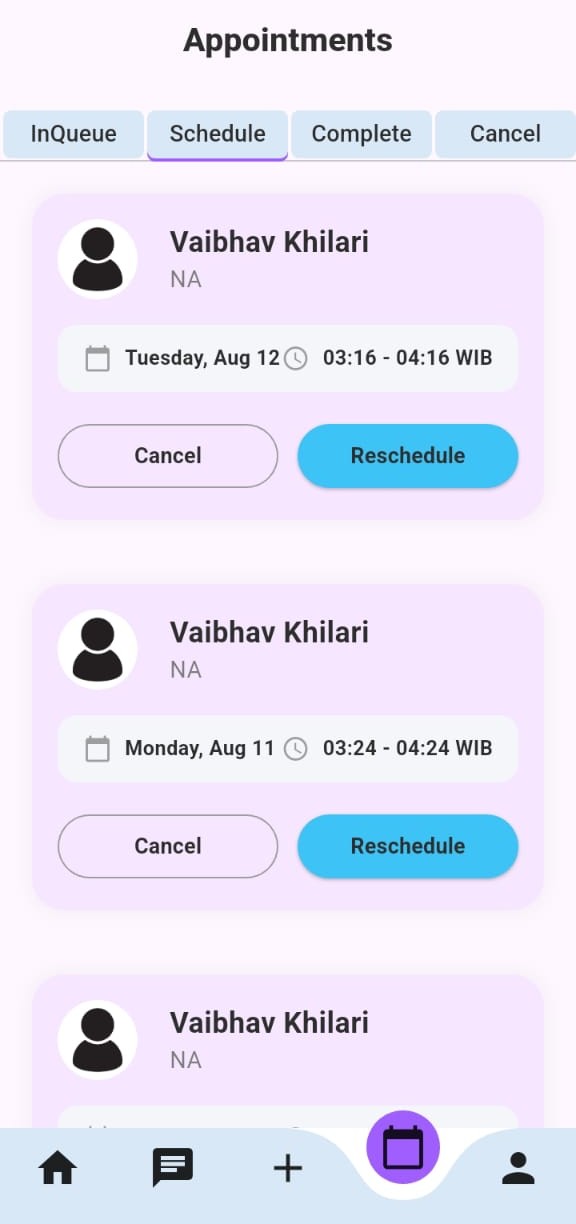 Appointments
InQueue Schedule Complete Cancel
Vaibhav Khilari
NA
Tuesday, Aug 12 03:16 - 04:16 WIB
Cancel Reschedule
Vaibhav Khilari
NA
Monday, Aug 11 03:24 - 04:24 WIB
Cancel Reschedule
Vaibhav Khilari
NA